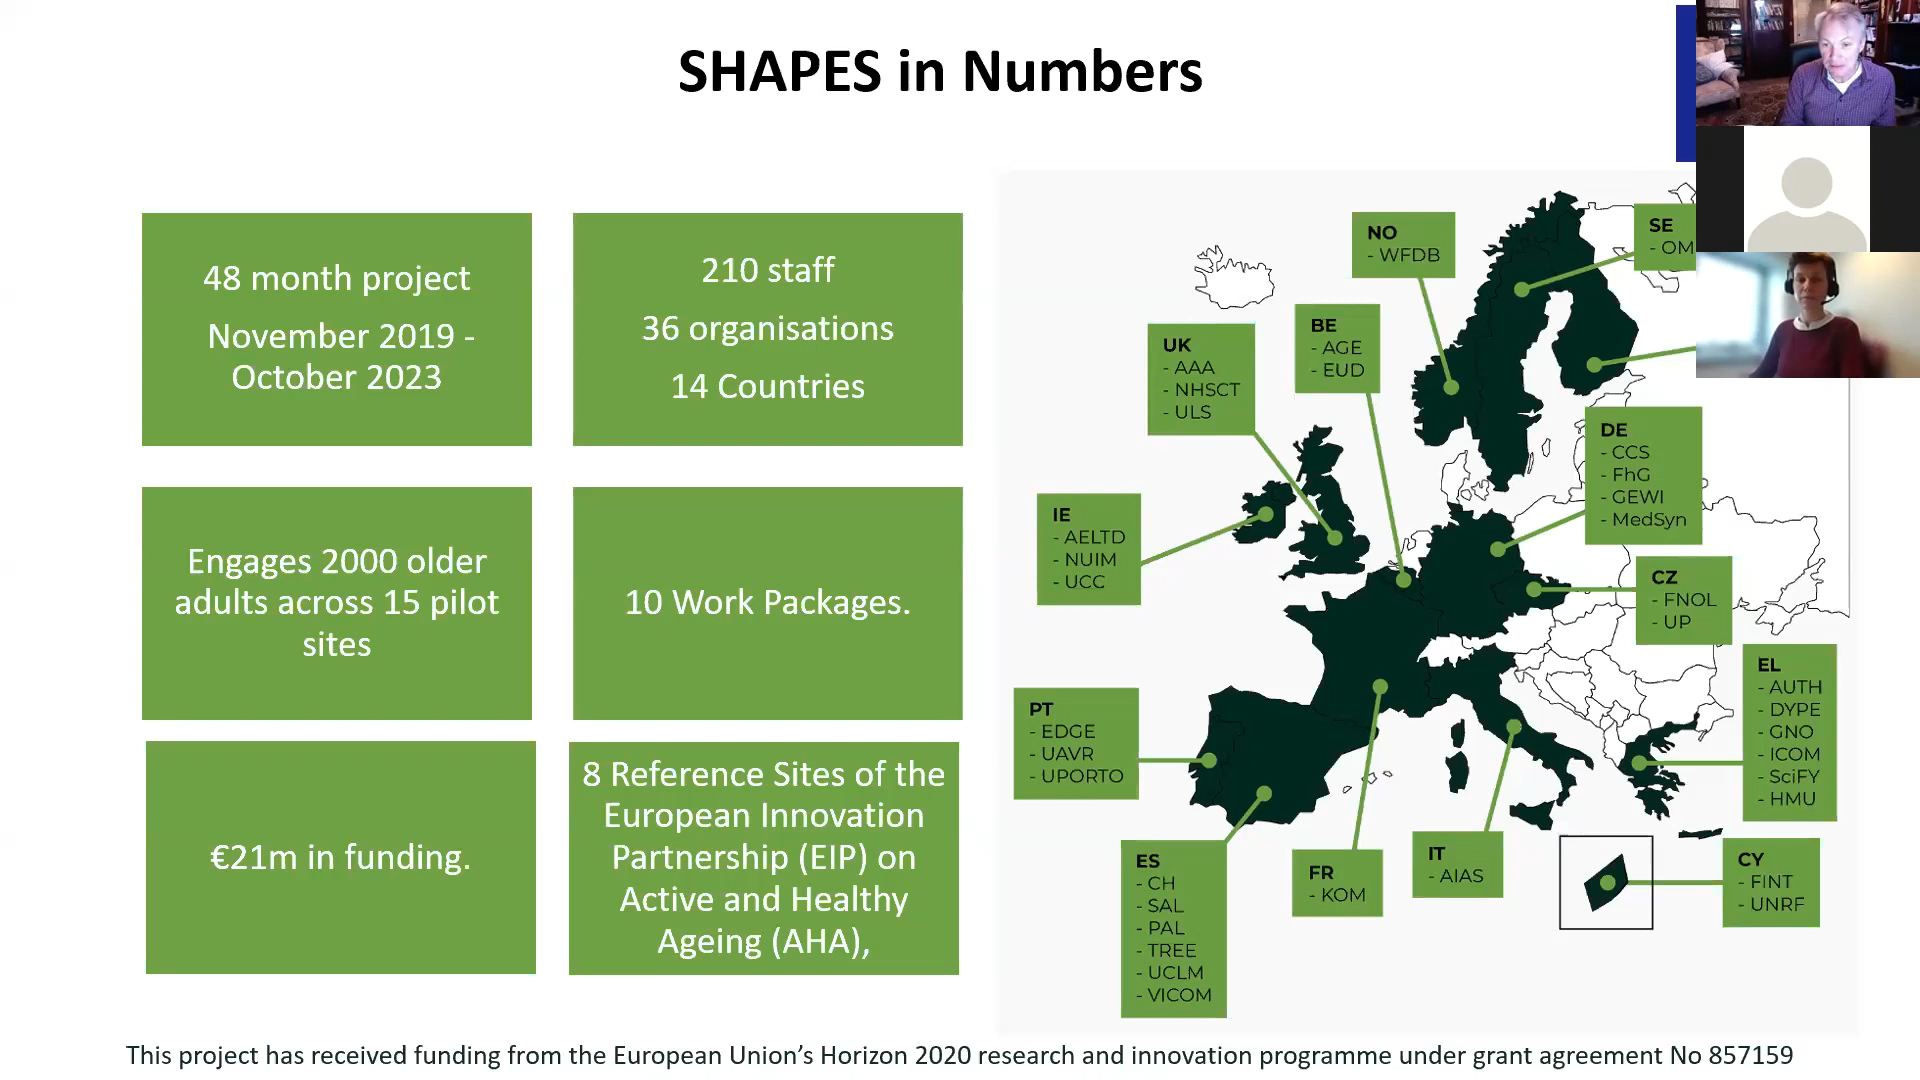 SHAPES in Numbers
48 month project
November 2019 -
October 2023
210 staff
36 organisations
14 Countries
Engages 2000 older
adults across 15 pilot
sites
10 Work Packages.
€21m in funding.
8 Reference Sites of the
European Innovation
Partnership (EIP) on
Active and Healthy
Ageing (AHA),
NO
- WFDB
SE
- OM
BE
- AGE
- EUD
UK
- AAA
- NHSCT
- ULS
DE
- CCS
- FhG
- GEWI
- MedSyn
IE
- AELTD
- NUIM
- UCC
CZ
- FNOL
- UP
EL
- AUTH
- DYPE
- GNO
- ICOM
- SciFY
- HMU
PT
- EDGE
- UAVR
- UPORTO
ES
- CH
- SAL
- PAL
- TREE
- UCLM
- VICOM
FR
- KOM
IT
- AIAS
CY
- FINT
- UNRF
This project has received funding from the European Union’s Horizon 2020 research and innovation programme under grant agreement No 857159